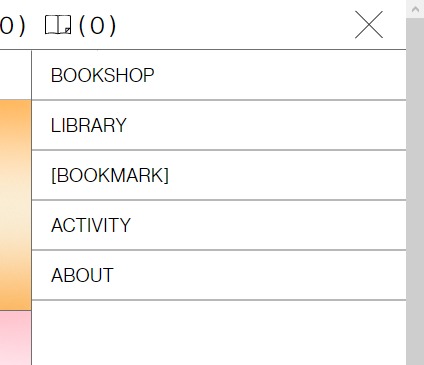 0) (0)
BOOKSHOP
LIBRARY
[BOOKMARK]
ACTIVITY
ABOUT